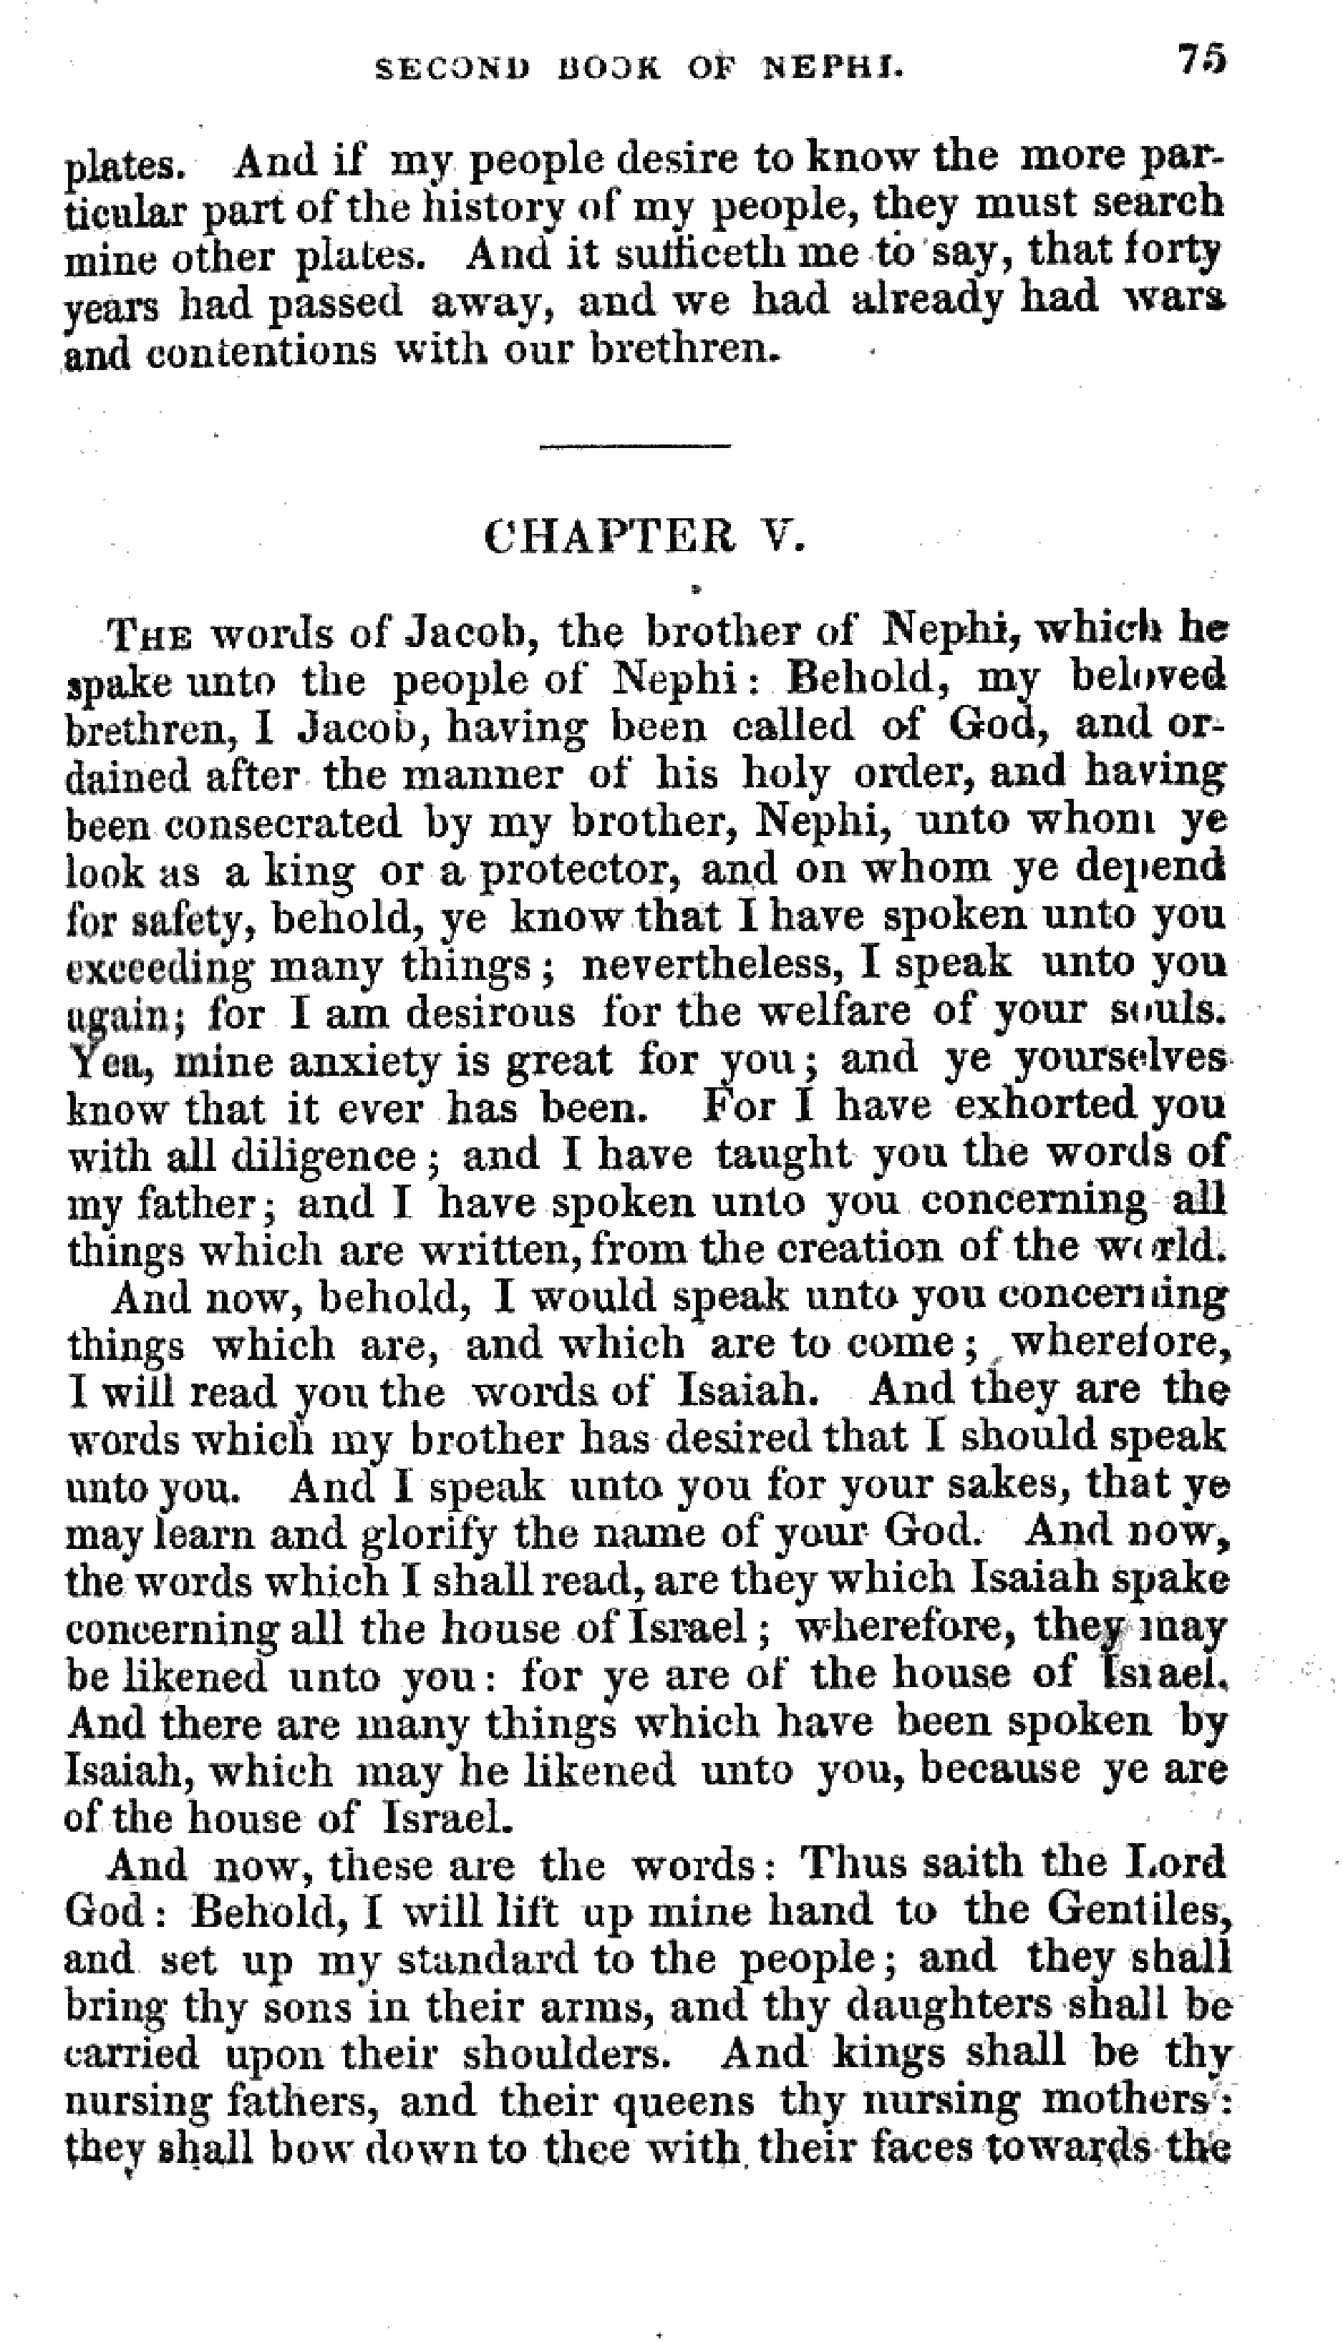 SECOND BOOK OF NEPHI. 75
plates. And if my people desire to know the more par-
ticular part of the history of my people, they must search
mine other plates. And it sufficeth me to say, that forty
years had passed away, and we had already had wars
and contentions with our brethren.
CHAPTER V.
THE words of Jacob, the brother of Nephi, which he
spake unto the people of Nephi: Behold, my beloved
brethren, I Jacob, having been called of God, and or-
dained after the manner of his holy order, and having
been consecrated by my brother, Nephi, unto whom ye
look as a king or a protector, and on whom ye depend
for safety, behold, ye know that I have spoken unto you
exceeding many things; nevertheless, I speak unto you
again; for I am desirous for the welfare of your souls.
Yea, mine anxiety is great for you; and ye yourselves
know that it ever has been. For I have exhorted you
with all diligence; and I have taught you the words of
my father; and I have spoken unto you concerning all
things which are written, from the creation of the world.
And now, behold, I would speak unto you concerning
things which are, and which are to come; wherefore,
I will read you the words of Isaiah. And they are the
words which my brother has desired that I should speak
unto you. And I speak unto you for your sakes, that ye
may learn and glorify the name of your God. And now,
the words which I shall read, are they which Isaiah spake
concerning all the house of Israel; wherefore, they may
be likened unto you: for ye are of the house of Israel.
And there are many things which have been spoken by
Isaiah, which may he likened unto you, because ye are
of the house of Israel.
And now, these are the words: Thus saith the Lord
God: Behold, I will lift up mine hand to the Gentiles,
and set up my standard to the people; and they shall
bring thy sons in their arms, and thy daughters shall be
carried upon their shoulders. And kings shall be thy
nursing fathers, and their queens thy nursing mothers:
they shall bow down to thee with their faces towards the